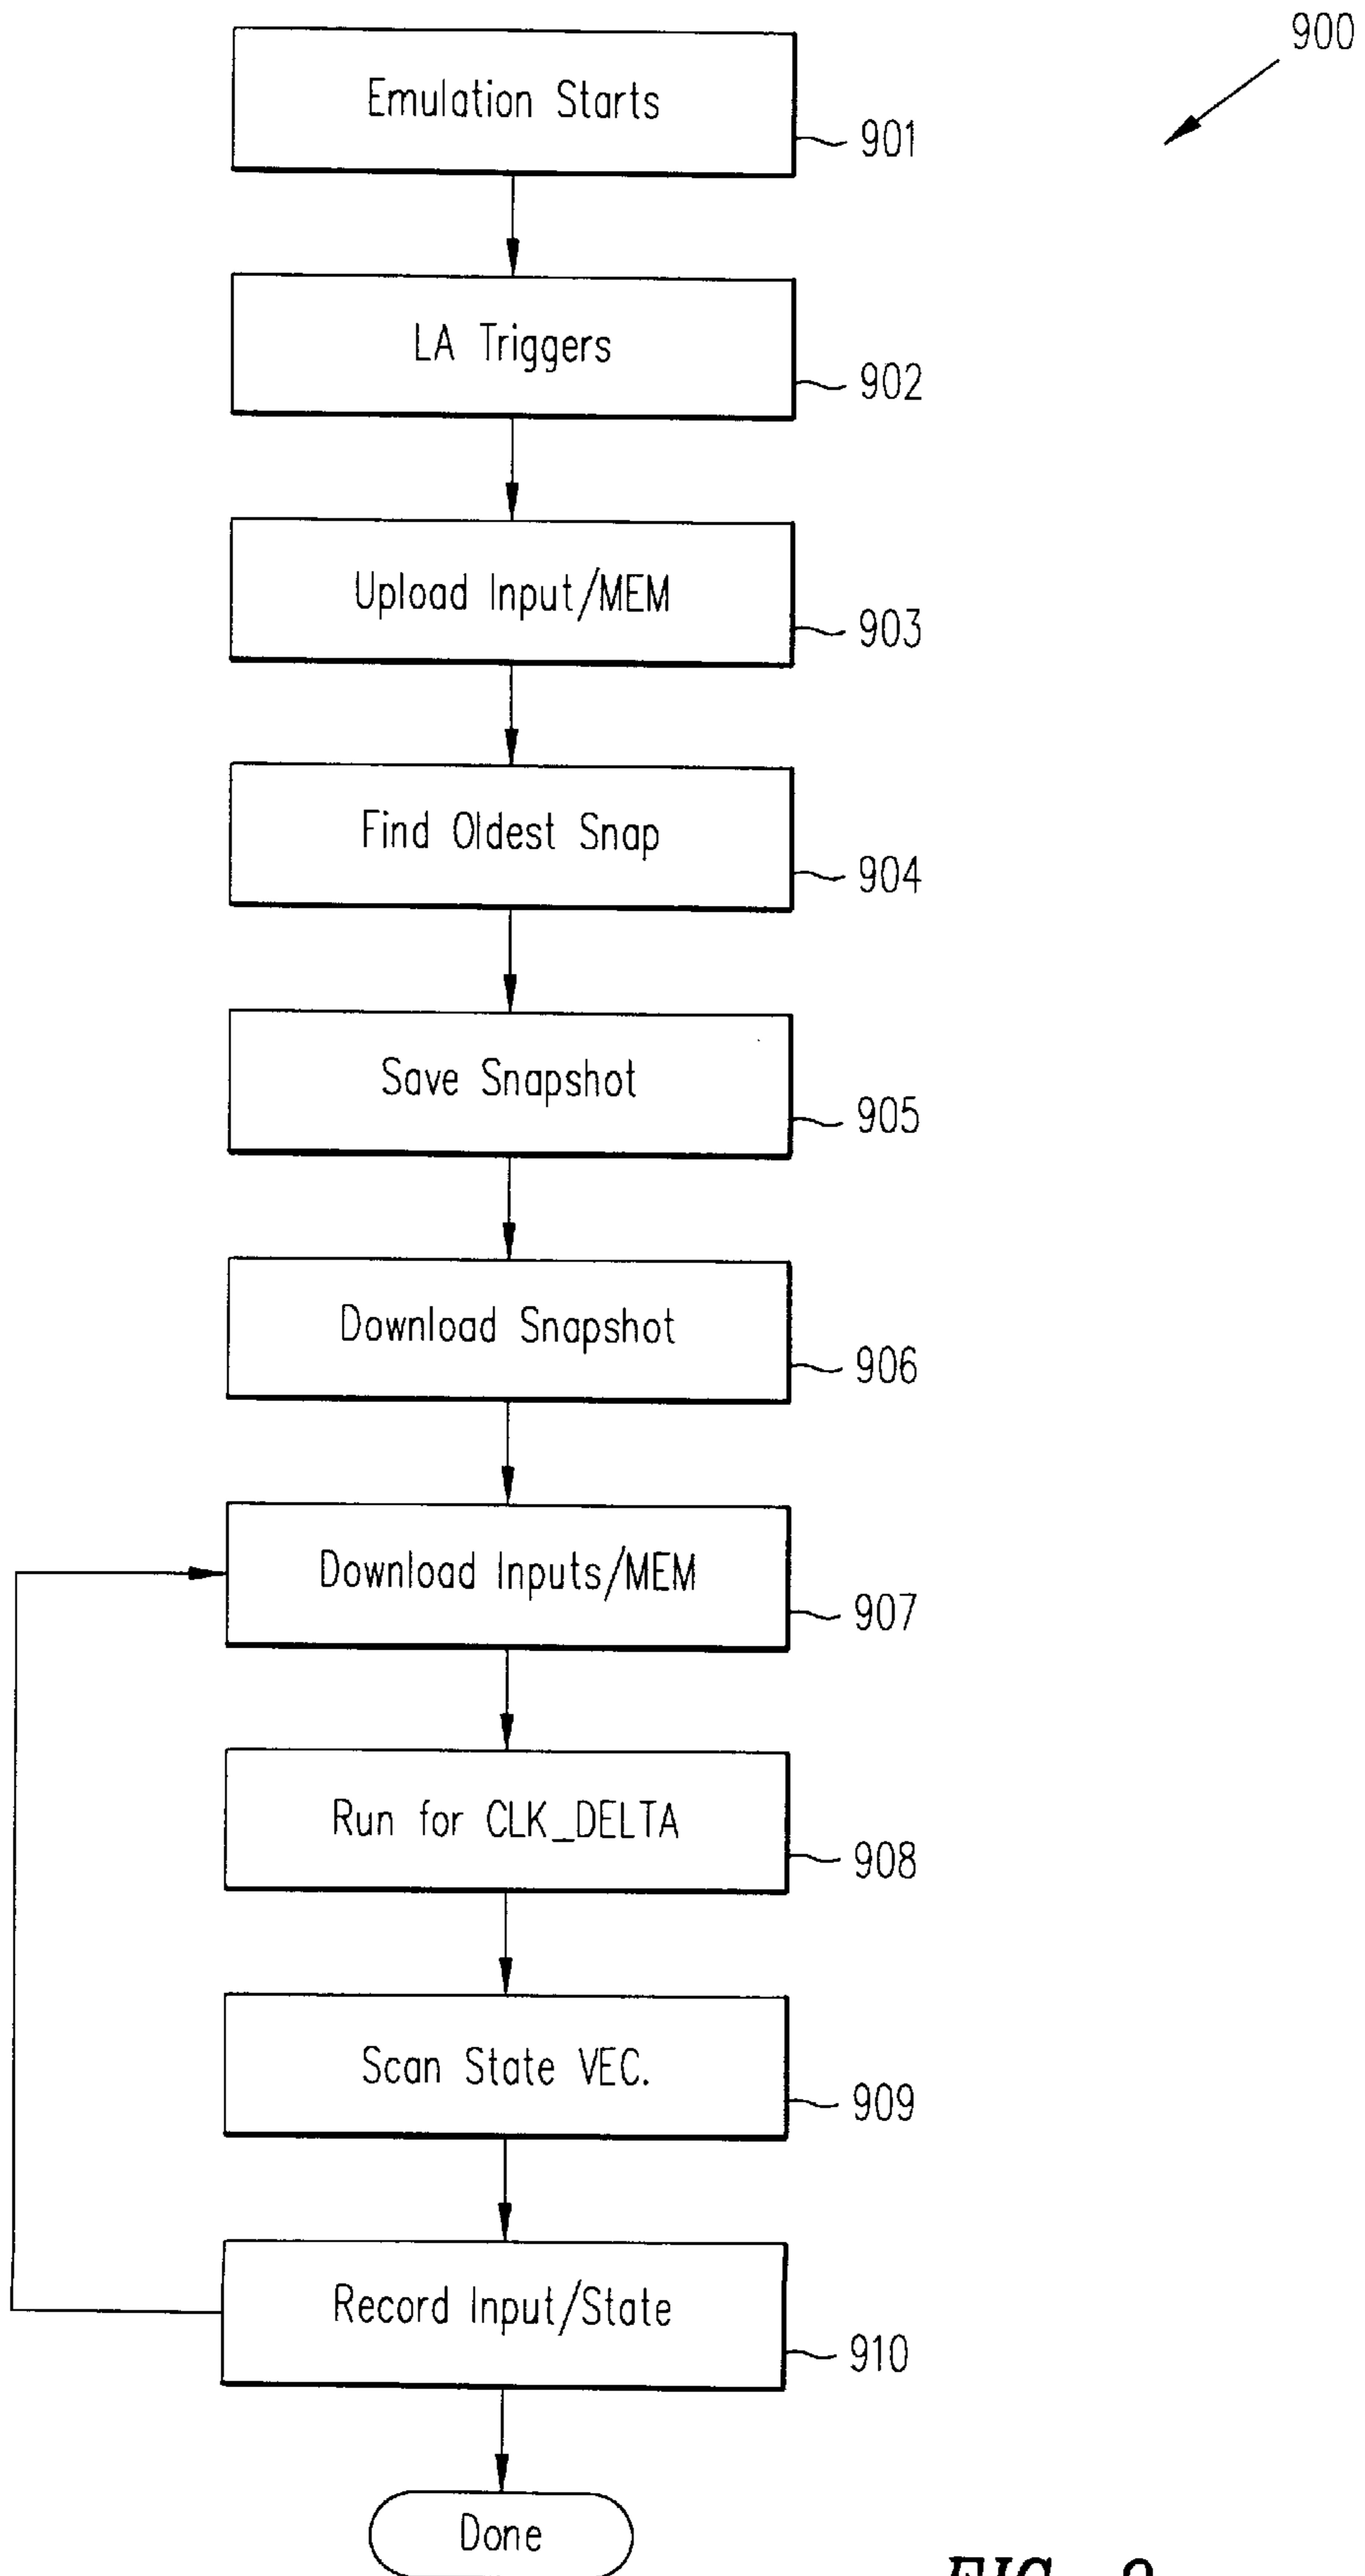 900
Emulation Starts
901
LA Triggers
902
Upload Input/MEM
903
Find Oldest Snap
904
Save Snapshot
905
Download Snapshot
906
Download Inputs/MEM
907
Run for CLK_DELTA
908
Scan State VEC.
909
Record Input/State
910
Done